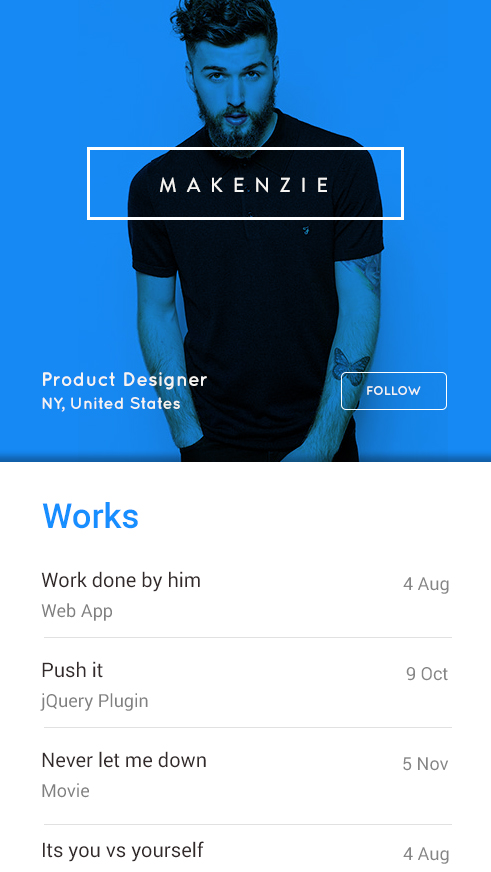 MAKENZIE
Product Designer
NY, United States
FOLLOW
Works
Work done by him
4 Aug
Web App
Push it
9 Oct
jQuery Plugin
Never let me down
5 Nov
Movie
Its you vs yourself
4 Aug